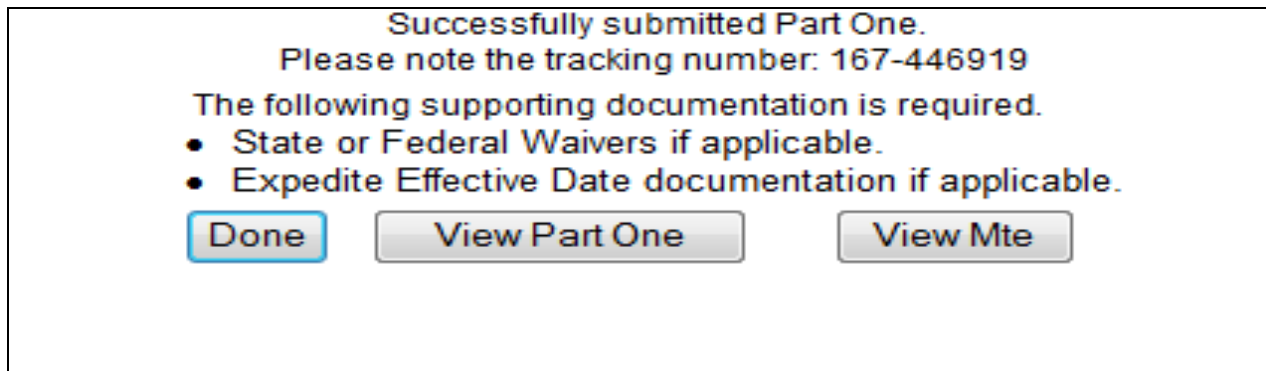 Successfully submitted Part One.
Please note the tracking number: 167-446919
The following supporting documentation is required.
• State or Federal Waivers if applicable.
• Expedite Effective Date documentation if applicable.
Done View Part One View Mte